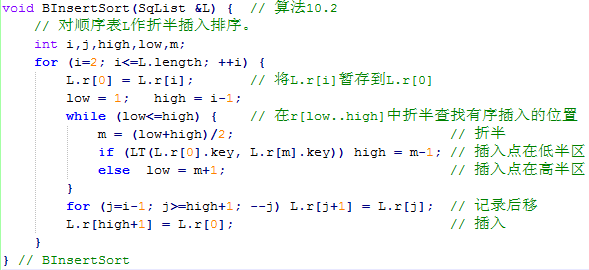 void BInsertSort(SqList &L) {  // 算法10.2
   // 对顺序表L作折半插入排序。
   int i,j,high,low,m;
   for (i=2; i<=L.length; ++i) {
      L.r[0] = L.r[i];       // 将L.r[i]暂存到L.r[0]
      low = 1;   high = i-1;
      while (low<=high) {    // 在r[low..high]中折半查找有序插入的位置
         m = (low+high)/2;                            // 折半
         if (LT(L.r[0].key, L.r[m].key)) high = m-1; // 插入点在低半区
         else  low = m+1;                             // 插入点在高半区
      }
      for (j=i-1; j>=high+1; --j) L.r[j+1] = L.r[j];  // 记录后移
      L.r[high+1] = L.r[0];                           // 插入
   }
} // BInsertSort